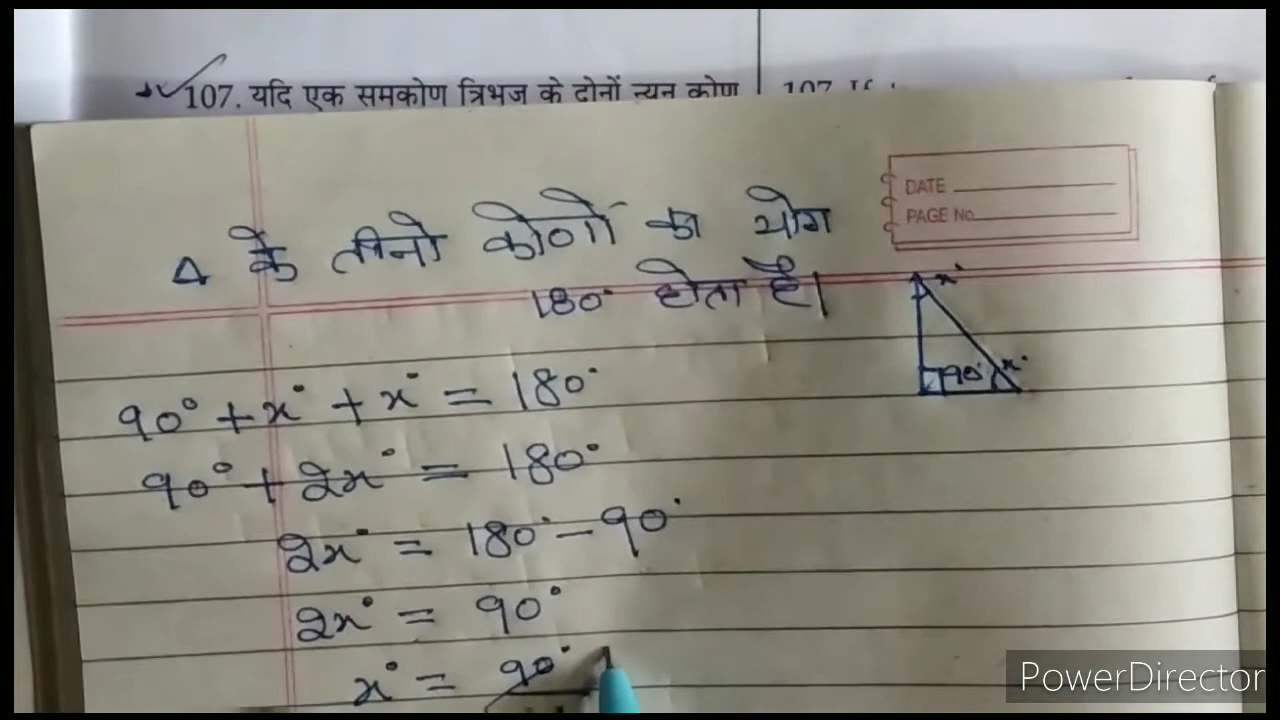 107. यदि एक समकोण त्रिभुज के दोनों न्यून कोण
107. If
DATE
PAGE No
Δ के तीनो कोणों का योग
180° होता है।
x°
90° x°
90° + x° + x° = 180°
90° + 2x° = 180°
2x° = 180° - 90°
2x° = 90°
x° = 90°
PowerDirector